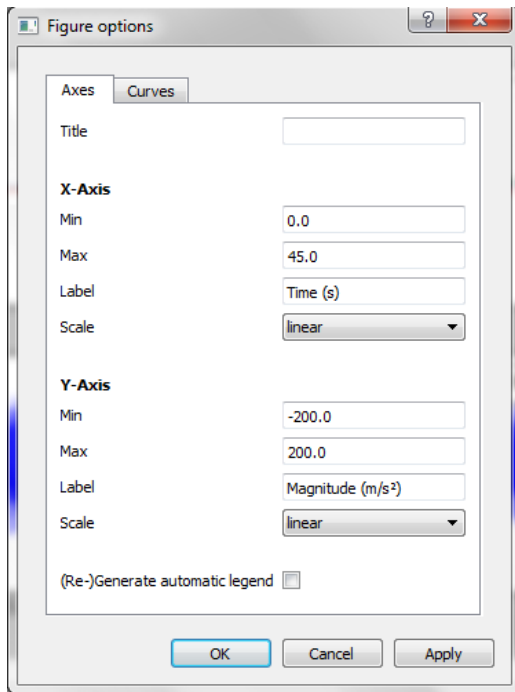 Figure options
Axes Curves
Title
X-Axis
Min 0.0
Max 45.0
Label Time (s)
Scale linear
Y-Axis
Min -200.0
Max 200.0
Label Magnitude (m/s²)
Scale linear
(Re-)Generate automatic legend
OK Cancel Apply